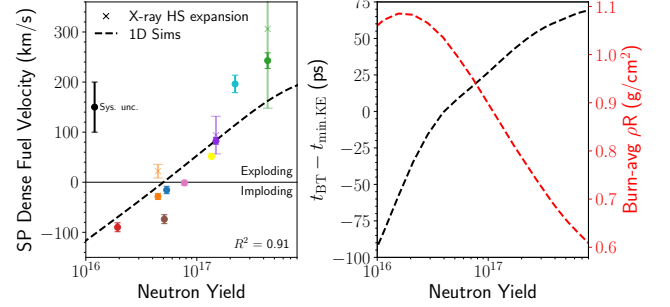 SP Dense Fuel Velocity (km/s)
300
200
100
0
−100
× X-ray HS expansion
--- 1D Sims
Sys. unc.
Exploding
Imploding
R² = 0.91
10¹⁶
10¹⁷
Neutron Yield
t_BT − t_min.KE (ps)
75
50
25
0
−25
−50
−75
−100
10¹⁶
10¹⁷
Neutron Yield
1.1
1.0
0.9
0.8
0.7
0.6
Burn-avg ρR (g/cm²)